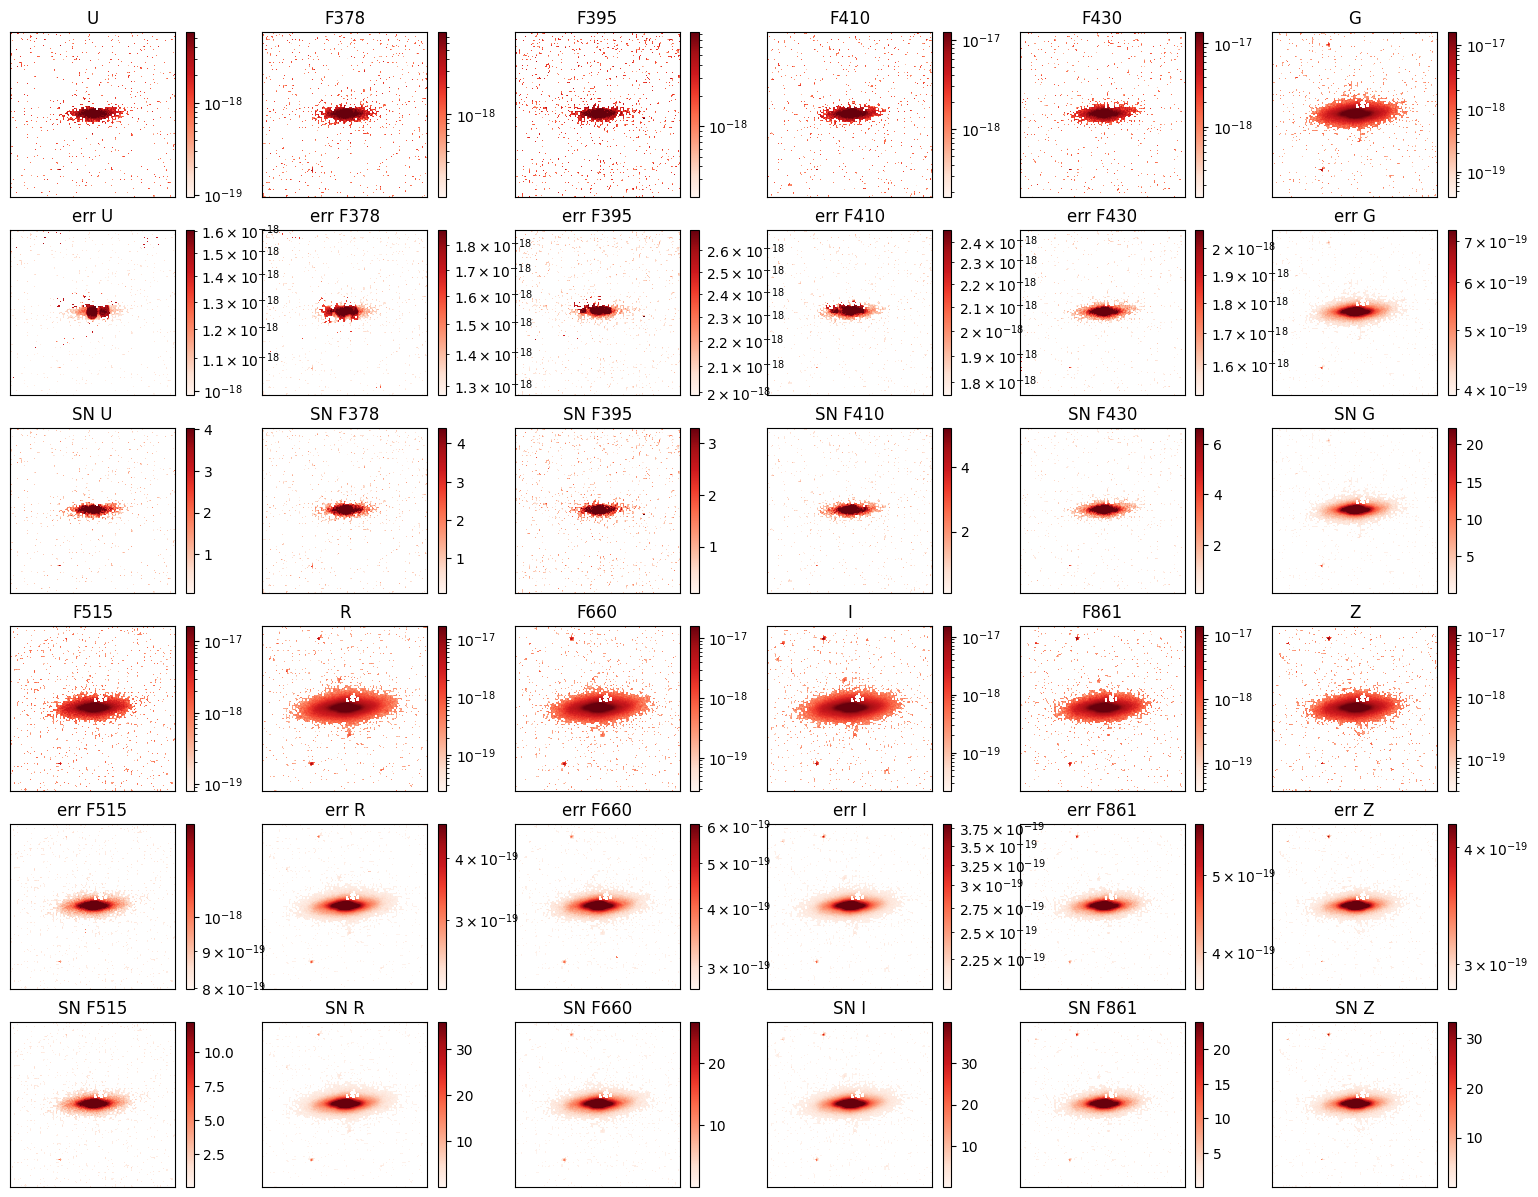 U F378 F395 F410 F430 G
10⁻¹⁸ 10⁻¹⁹ 10⁻¹⁸ 10⁻¹⁸ 10⁻¹⁷ 10⁻¹⁸ 10⁻¹⁷ 10⁻¹⁸ 10⁻¹⁷ 10⁻¹⁸ 10⁻¹⁹
err U err F378 err F395 err F410 err F430 err G
1.6 × 10⁻¹⁸ 1.5 × 10⁻¹⁸ 1.4 × 10⁻¹⁸ 1.3 × 10⁻¹⁸ 1.2 × 10⁻¹⁸ 1.1 × 10⁻¹⁸ 10⁻¹⁸
1.8 × 10⁻¹⁸ 1.7 × 10⁻¹⁸ 1.6 × 10⁻¹⁸ 1.5 × 10⁻¹⁸ 1.4 × 10⁻¹⁸ 1.3 × 10⁻¹⁸
2.6 × 10⁻¹⁸ 2.5 × 10⁻¹⁸ 2.4 × 10⁻¹⁸ 2.3 × 10⁻¹⁸ 2.2 × 10⁻¹⁸ 2.1 × 10⁻¹⁸ 2 × 10⁻¹⁸
2.4 × 10⁻¹⁸ 2.3 × 10⁻¹⁸ 2.2 × 10⁻¹⁸ 2.1 × 10⁻¹⁸ 2 × 10⁻¹⁸ 1.9 × 10⁻¹⁸ 1.8 × 10⁻¹⁸
2 × 10⁻¹⁸ 1.9 × 10⁻¹⁸ 1.8 × 10⁻¹⁸ 1.7 × 10⁻¹⁸ 1.6 × 10⁻¹⁸
7 × 10⁻¹⁹ 6 × 10⁻¹⁹ 5 × 10⁻¹⁹ 4 × 10⁻¹⁹
SN U SN F378 SN F395 SN F410 SN F430 SN G
4 3 2 1 4 3 2 1 3 2 1 4 2 6 4 2 20 15 10 5
F515 R F660 I F861 Z
10⁻¹⁷ 10⁻¹⁸ 10⁻¹⁹ 10⁻¹⁷ 10⁻¹⁸ 10⁻¹⁹ 10⁻¹⁷ 10⁻¹⁸ 10⁻¹⁹ 10⁻¹⁷ 10⁻¹⁸ 10⁻¹⁹ 10⁻¹⁷ 10⁻¹⁸ 10⁻¹⁹ 10⁻¹⁷ 10⁻¹⁸ 10⁻¹⁹
err F515 err R err F660 err I err F861 err Z
10⁻¹⁸ 9 × 10⁻¹⁹ 8 × 10⁻¹⁹
4 × 10⁻¹⁹ 3 × 10⁻¹⁹
6 × 10⁻¹⁹ 5 × 10⁻¹⁹ 4 × 10⁻¹⁹ 3 × 10⁻¹⁹
3.75 × 10⁻¹⁹ 3.5 × 10⁻¹⁹ 3.25 × 10⁻¹⁹ 3 × 10⁻¹⁹ 2.75 × 10⁻¹⁹ 2.5 × 10⁻¹⁹ 2.25 × 10⁻¹⁹
5 × 10⁻¹⁹ 4 × 10⁻¹⁹
4 × 10⁻¹⁹ 3 × 10⁻¹⁹
SN F515 SN R SN F660 SN I SN F861 SN Z
10.0 7.5 5.0 2.5 30 20 10 20 10 30 20 10 20 15 10 5 30 20 10